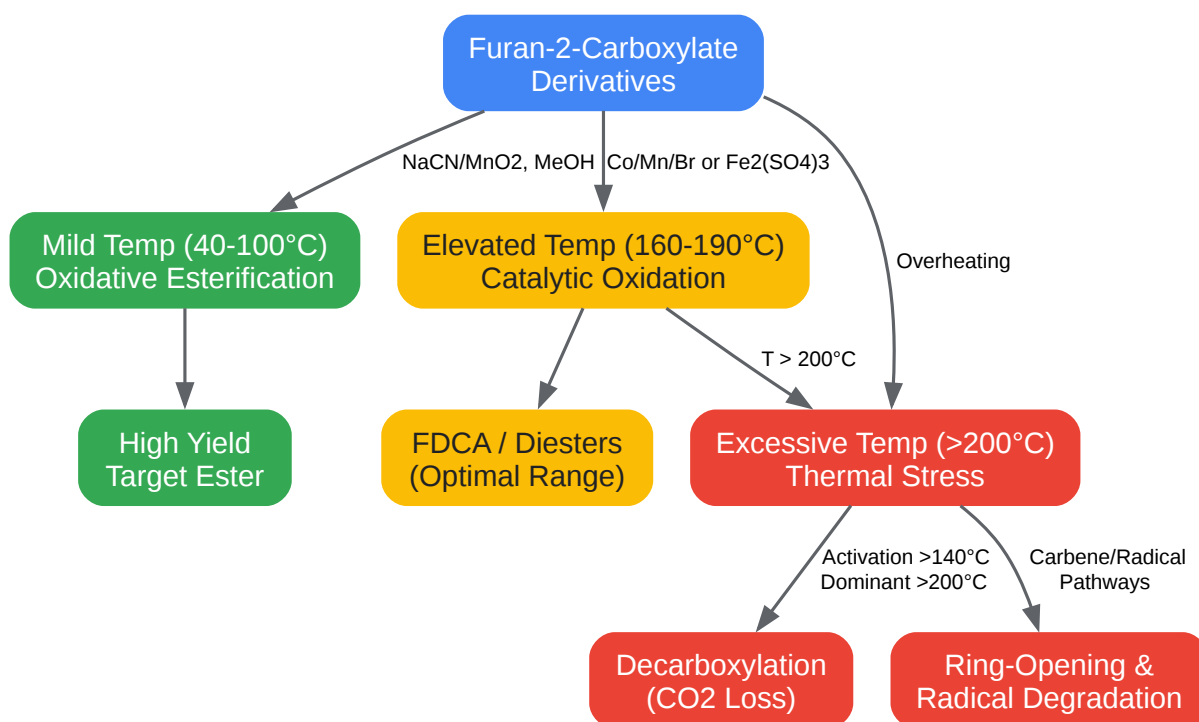 Furan-2-Carboxylate
Derivatives
NaCN/MnO2, MeOH
Co/Mn/Br or Fe2(SO4)3
Mild Temp (40-100°C)
Oxidative Esterification
Elevated Temp (160-190°C)
Catalytic Oxidation
Overheating
T > 200°C
High Yield
Target Ester
FDCA / Diesters
(Optimal Range)
Excessive Temp (>200°C)
Thermal Stress
Activation >140°C
Dominant >200°C
Carbene/Radical
Pathways
Decarboxylation
(CO2 Loss)
Ring-Opening &
Radical Degradation